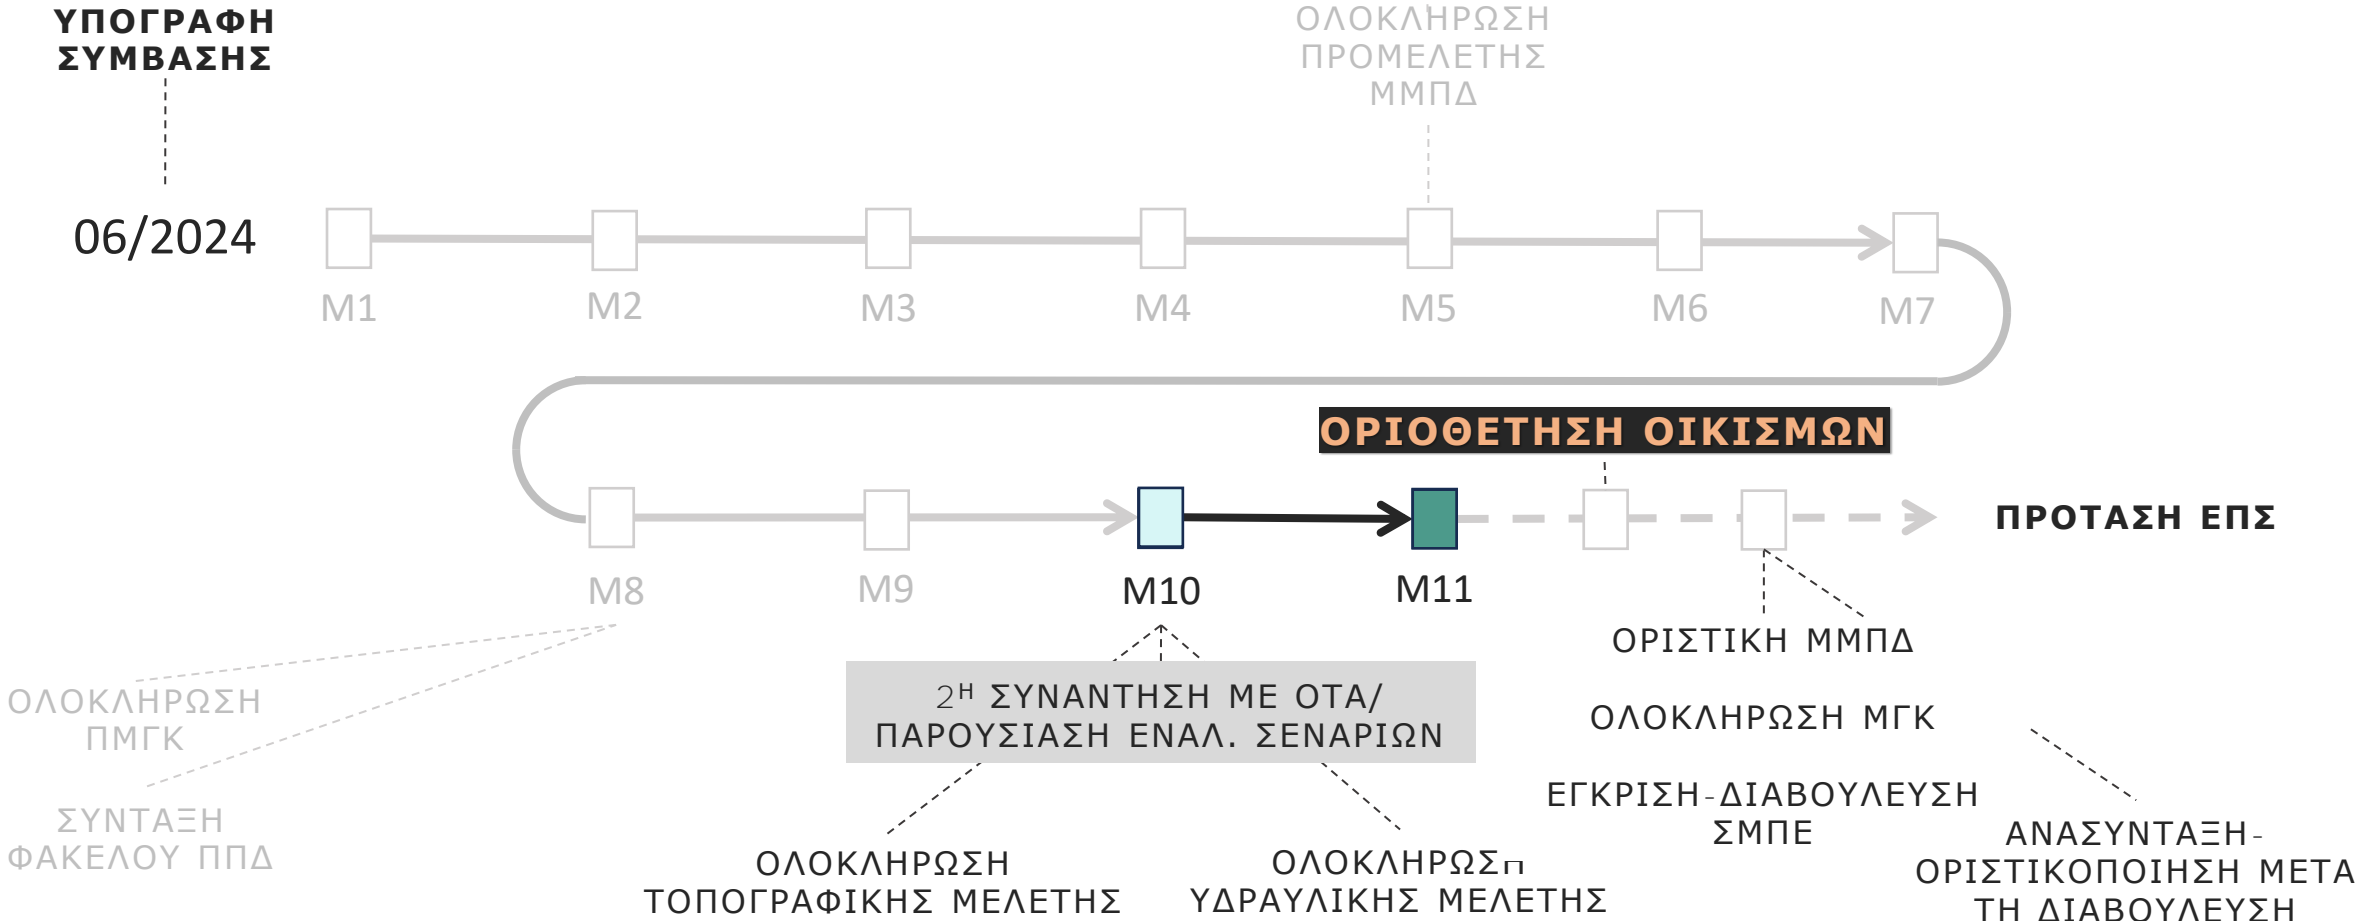 ΥΠΟΓΡΑΦΗ
ΣΥΜΒΑΣΗΣ
ΟΛΟΚΛΗΡΩΣΗ
ΠΡΟΜΕΛΕΤΗΣ
ΜΜΠΔ
06/2024
M1
M2
M3
M4
M5
M6
M7
ΟΡΙΟΘΕΤΗΣΗ ΟΙΚΙΣΜΩΝ
ΠΡΟΤΑΣΗ ΕΠΣ
M8
M9
M10
M11
ΟΛΟΚΛΗΡΩΣΗ
ΠΜΓΚ
2Η ΣΥΝΑΝΤΗΣΗ ΜΕ ΟΤΑ/
ΠΑΡΟΥΣΙΑΣΗ ΕΝΑΛ. ΣΕΝΑΡΙΩΝ
ΟΡΙΣΤΙΚΗ ΜΜΠΔ
ΟΛΟΚΛΗΡΩΣΗ ΜΓΚ
ΕΓΚΡΙΣΗ-ΔΙΑΒΟΥΛΕΥΣΗ
ΣΜΠΕ
ΣΥΝΤΑΞΗ
ΦΑΚΕΛΟΥ ΠΠΔ
ΟΛΟΚΛΗΡΩΣΗ
ΤΟΠΟΓΡΑΦΙΚΗΣ ΜΕΛΕΤΗΣ
ΟΛΟΚΛΗΡΩΣη
ΥΔΡΑΥΛΙΚΗΣ ΜΕΛΕΤΗΣ
ΑΝΑΣΥΝΤΑΞΗ-
ΟΡΙΣΤΙΚΟΠΟΙΗΣΗ ΜΕΤΑ
ΤΗ ΔΙΑΒΟΥΛΕΥΣΗ